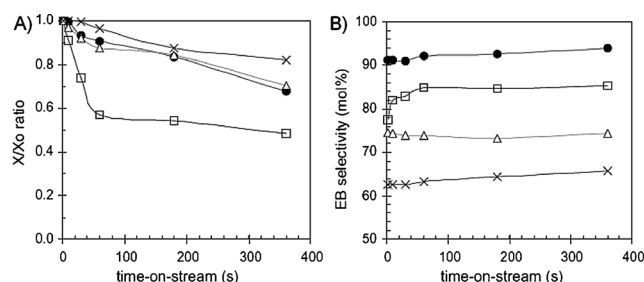 A)
X/Xo ratio
1.0
0.8
0.6
0.4
0.2
0.0
0 100 200 300 400
time-on-stream (s)
B)
EB selectivity (mol%)
100
90
80
70
60
50
0 100 200 300 400
time-on-stream (s)